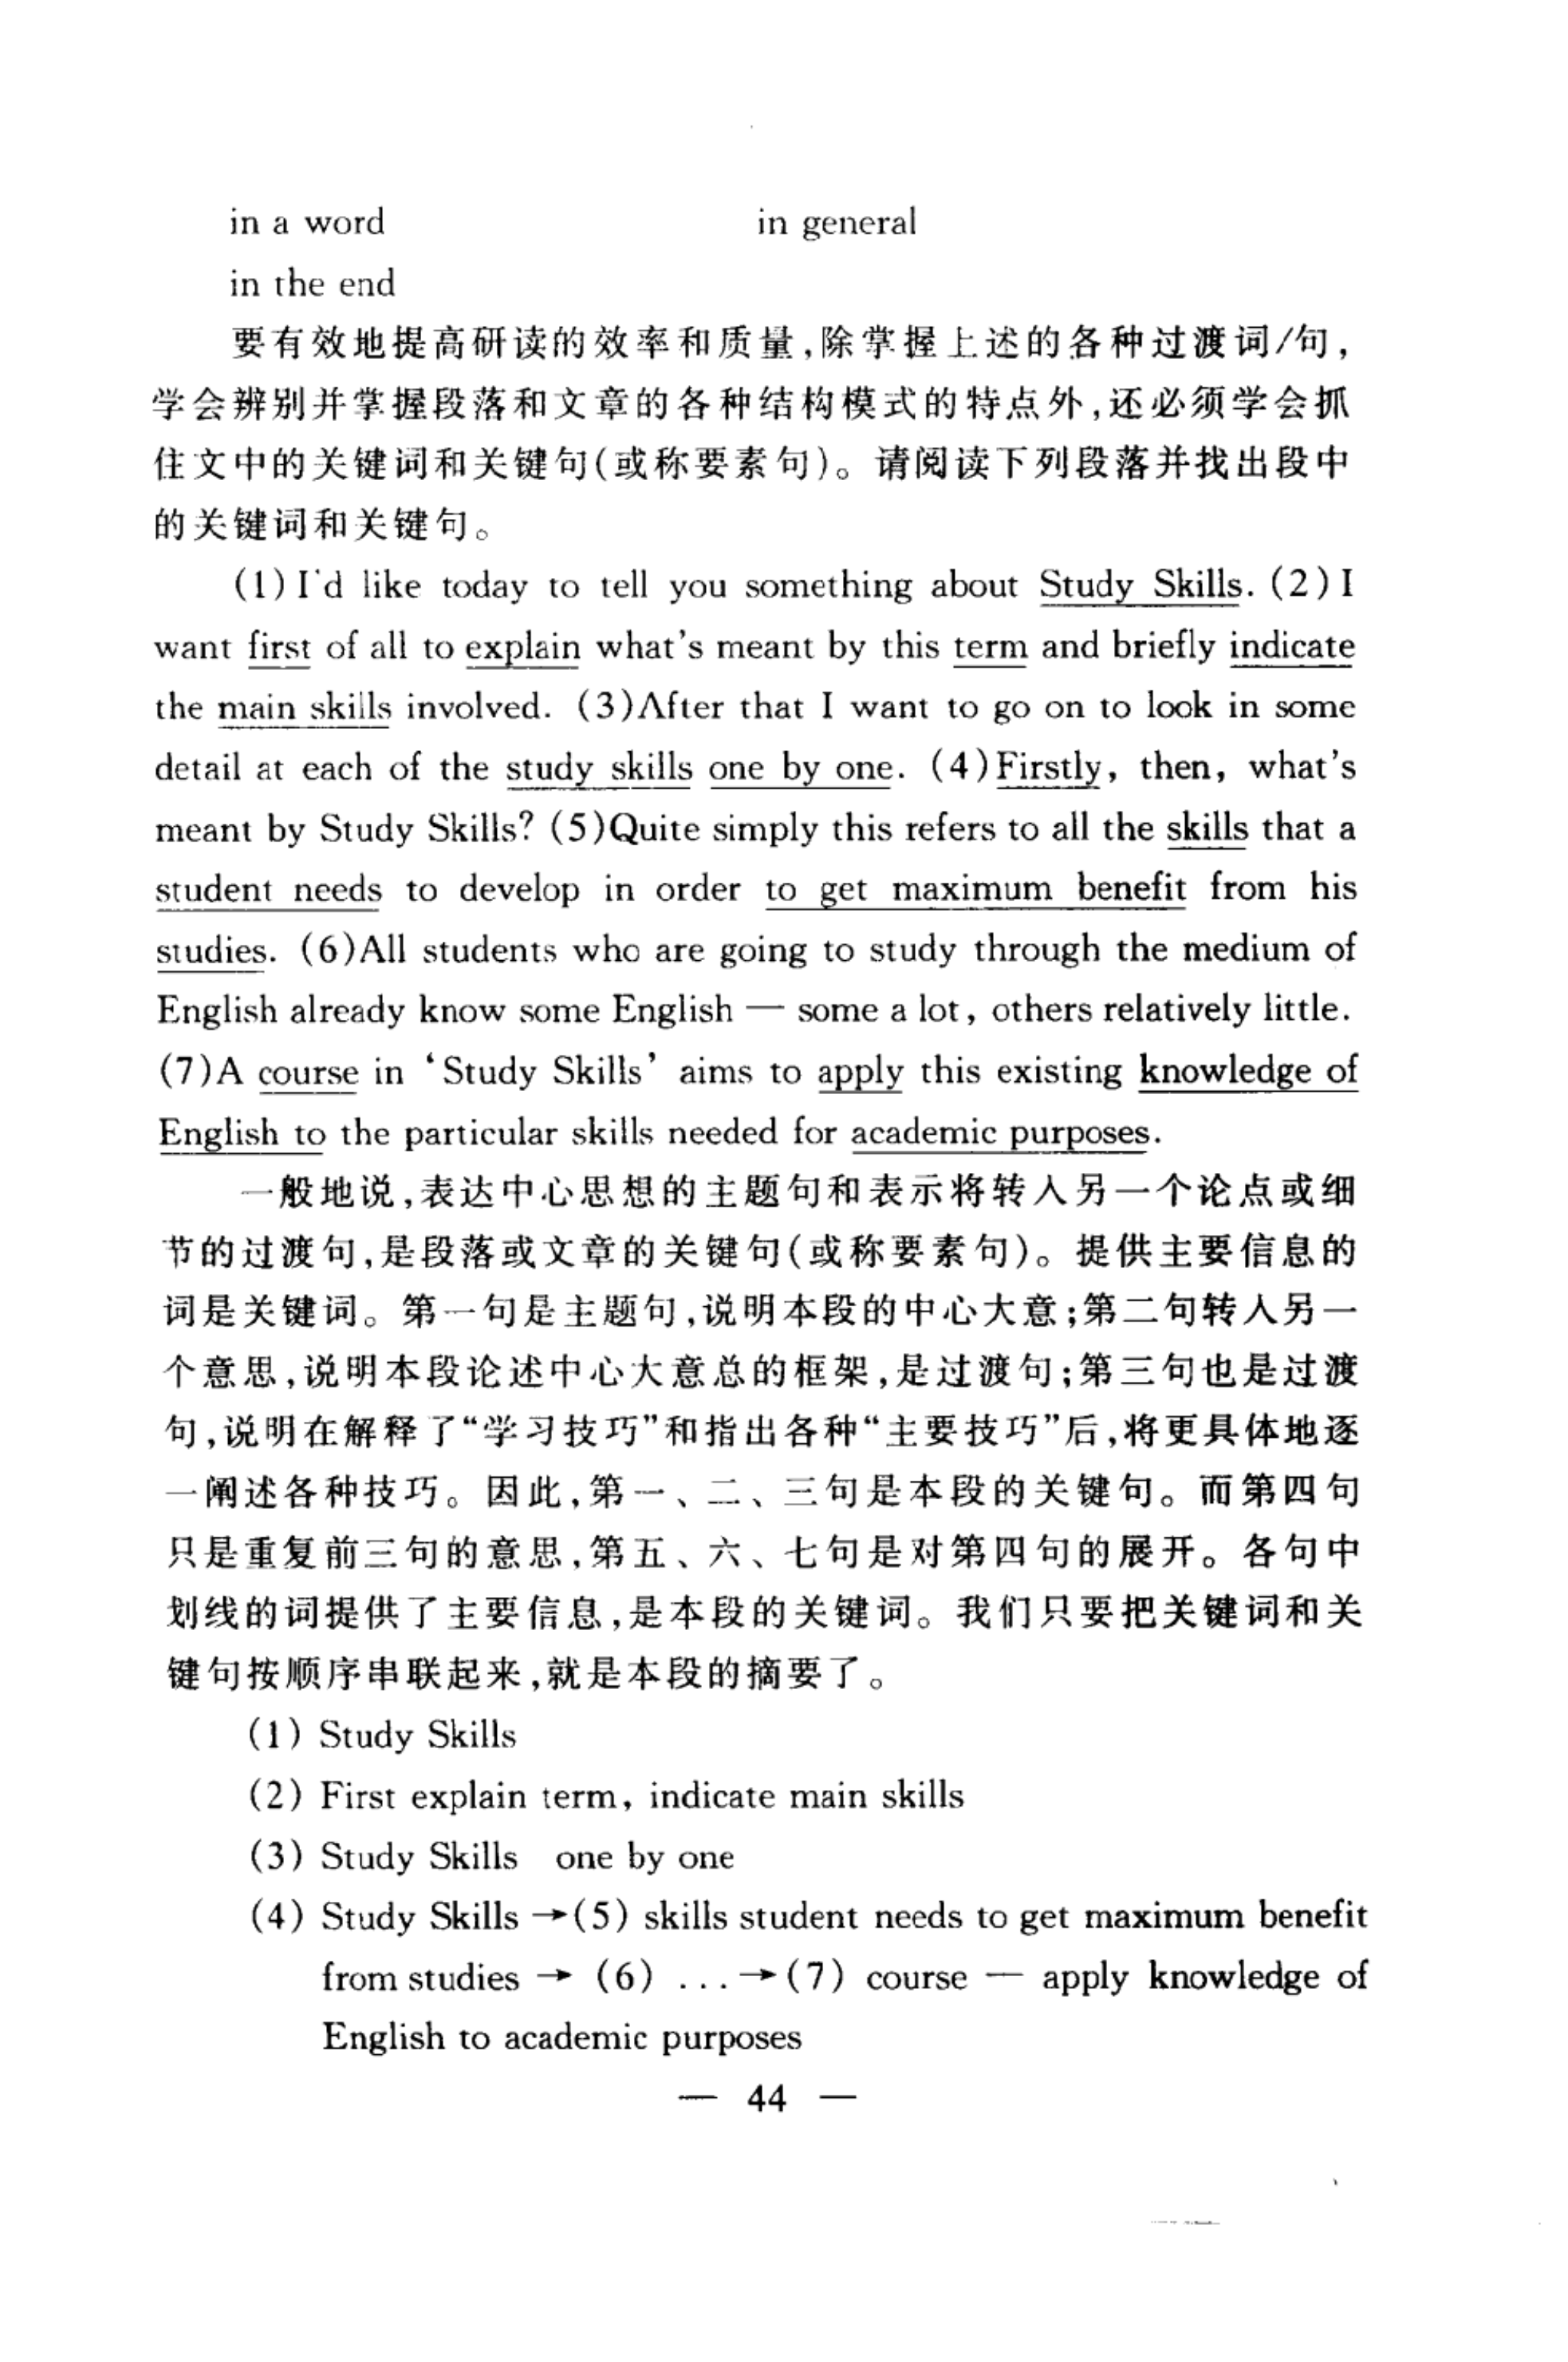 in a word in general
in the end
要有效地提高研读的效率和质量,除掌握上述的各种过渡词/句,
学会辨别并掌握段落和文章的各种结构模式的特点外,还必须学会抓
住文中的关键词和关键句(或称要素句)。请阅读下列段落并找出段中
的关键词和关键句。
(1)I'd like today to tell you something about Study Skills. (2)I
want first of all to explain what's meant by this term and briefly indicate
the main skills involved. (3)After that I want to go on to look in some
detail at each of the study skills one by one. (4)Firstly, then, what's
meant by Study Skills? (5)Quite simply this refers to all the skills that a
student needs to develop in order to get maximum benefit from his
studies. (6)All students who are going to study through the medium of
English already know some English — some a lot, others relatively little.
(7)A course in ‘Study Skills’ aims to apply this existing knowledge of
English to the particular skills needed for academic purposes.
一般地说,表达中心思想的主题句和表示将转入另一个论点或细
节的过渡句,是段落或文章的关键句(或称要素句)。提供主要信息的
词是关键词。第一句是主题句,说明本段的中心大意;第二句转入另一
个意思,说明本段论述中心大意总的框架,是过渡句;第三句也是过渡
句,说明在解释了“学习技巧”和指出各种“主要技巧”后,将更具体地逐
一阐述各种技巧。因此,第一、二、三句是本段的关键句。而第四句
只是重复前三句的意思,第五、六、七句是对第四句的展开。各句中
划线的词提供了主要信息,是本段的关键词。我们只要把关键词和关
键句按顺序串联起来,就是本段的摘要了。
(1) Study Skills
(2) First explain term, indicate main skills
(3) Study Skills one by one
(4) Study Skills →(5) skills student needs to get maximum benefit
from studies → (6) ...→(7) course — apply knowledge of
English to academic purposes
— 44 —